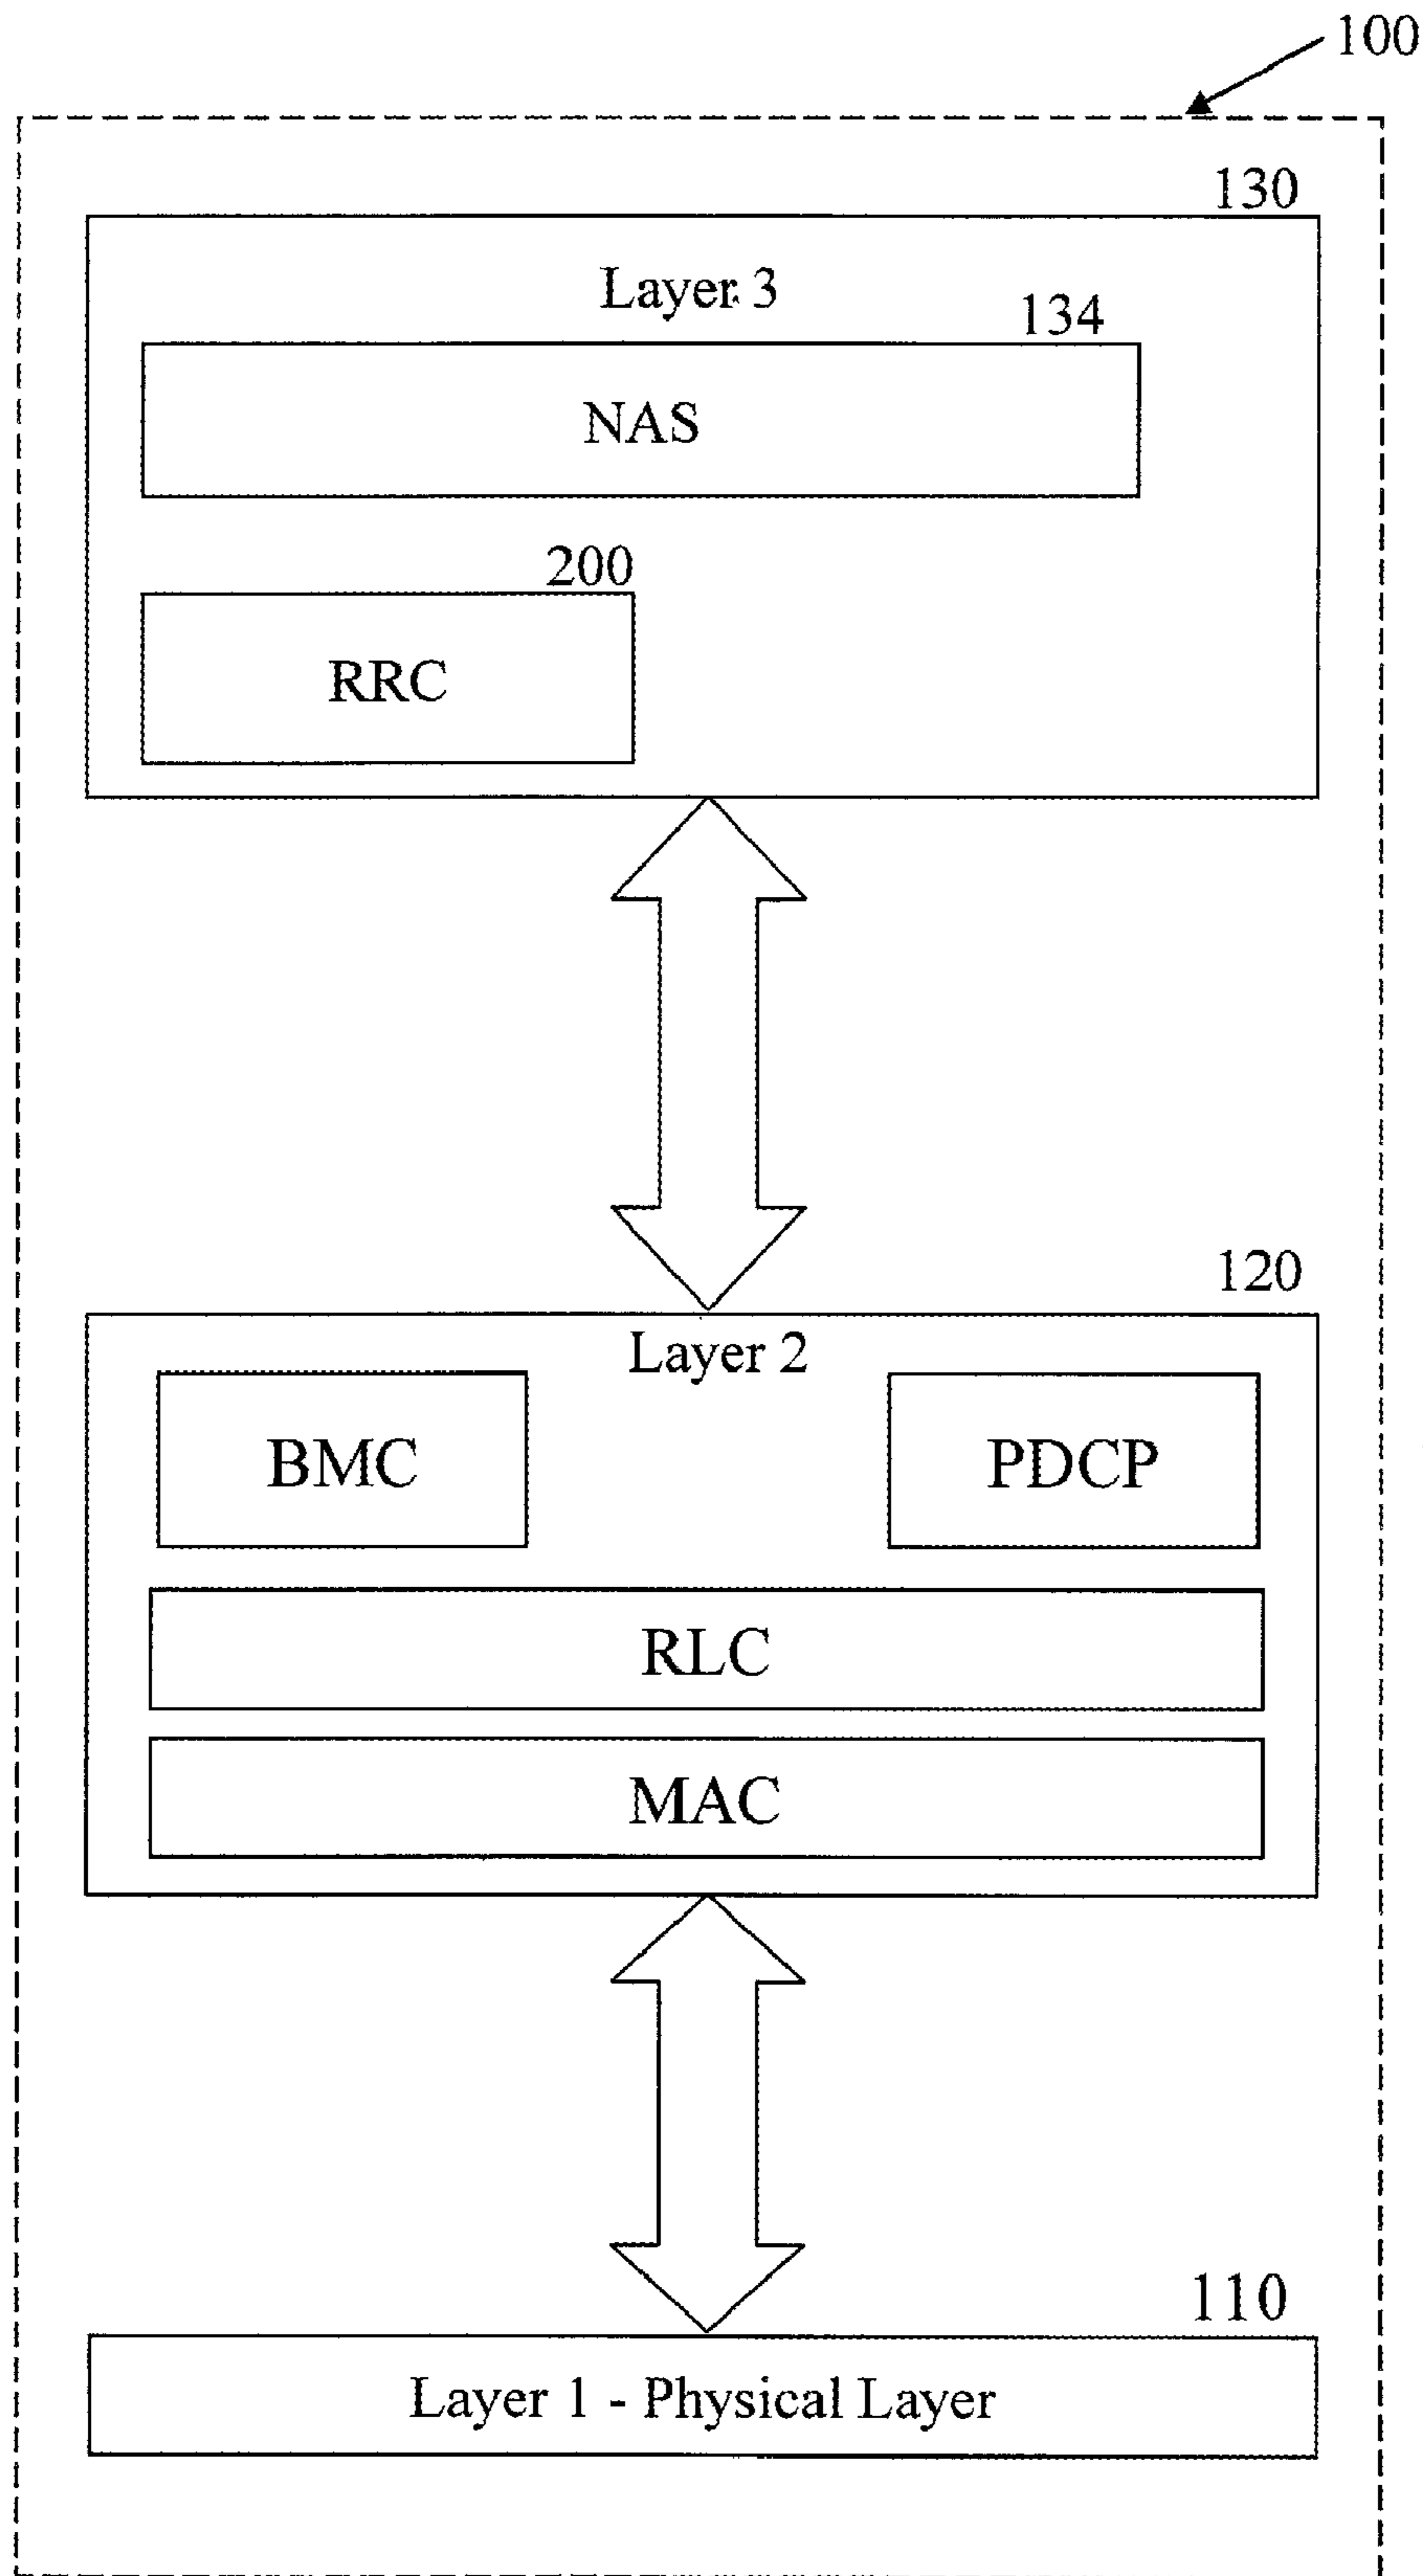 100
130
Layer 3
134
NAS
200
RRC
120
Layer 2
BMC
PDCP
RLC
MAC
110
Layer 1 - Physical Layer